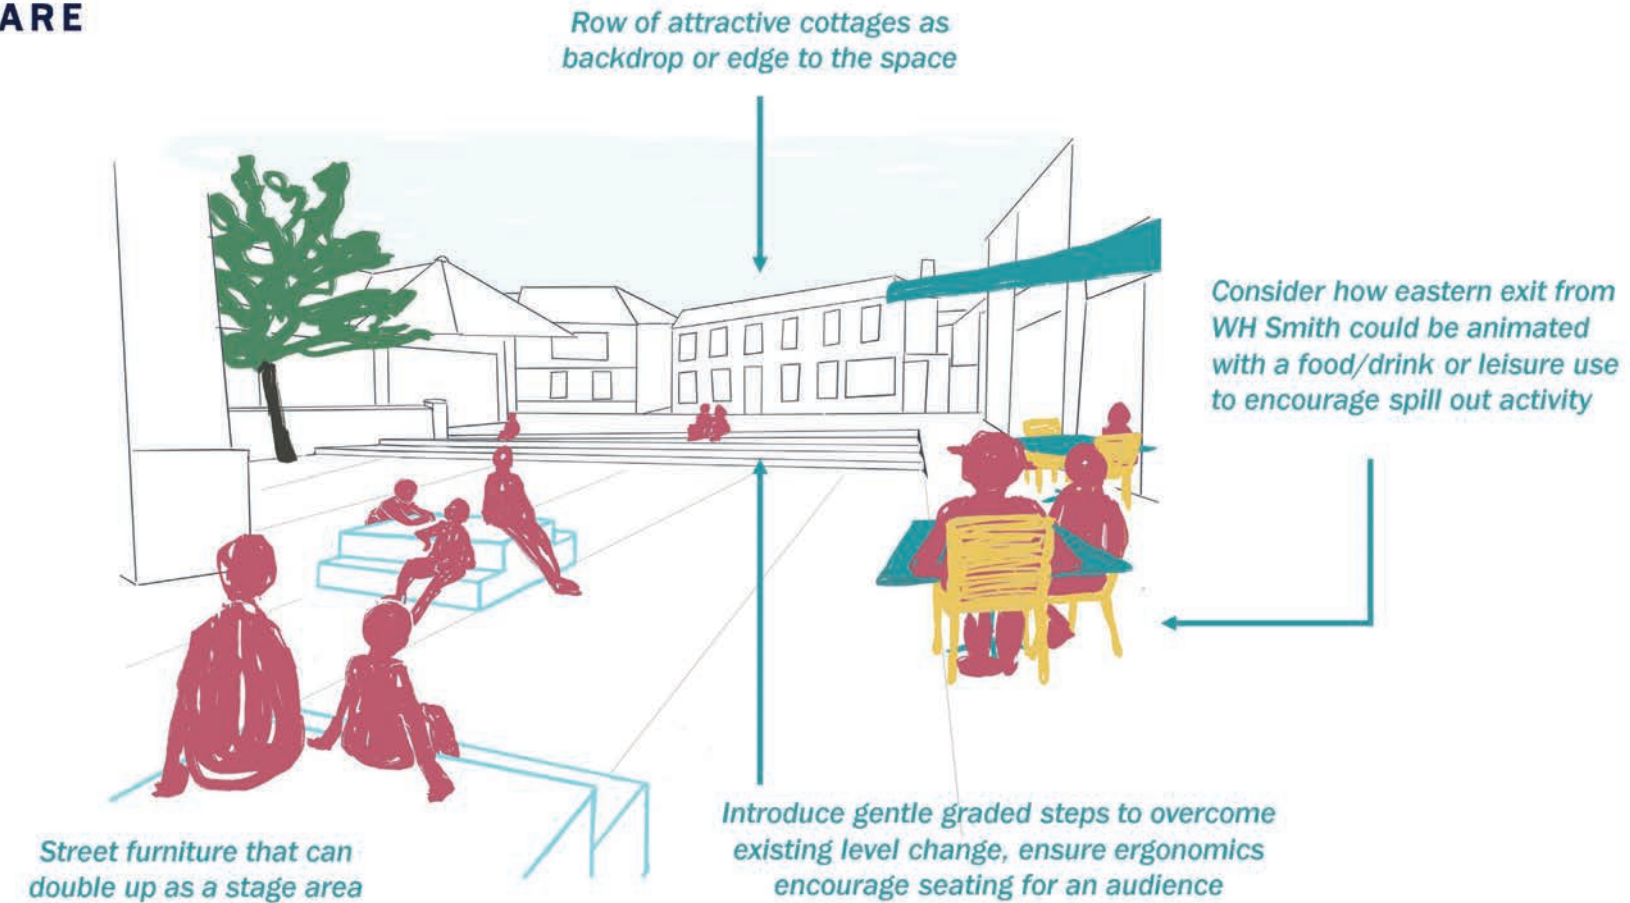 ARE
Row of attractive cottages as
backdrop or edge to the space
Consider how eastern exit from
WH Smith could be animated
with a food/drink or leisure use
to encourage spill out activity
Introduce gentle graded steps to overcome
existing level change, ensure ergonomics
encourage seating for an audience
Street furniture that can
double up as a stage area